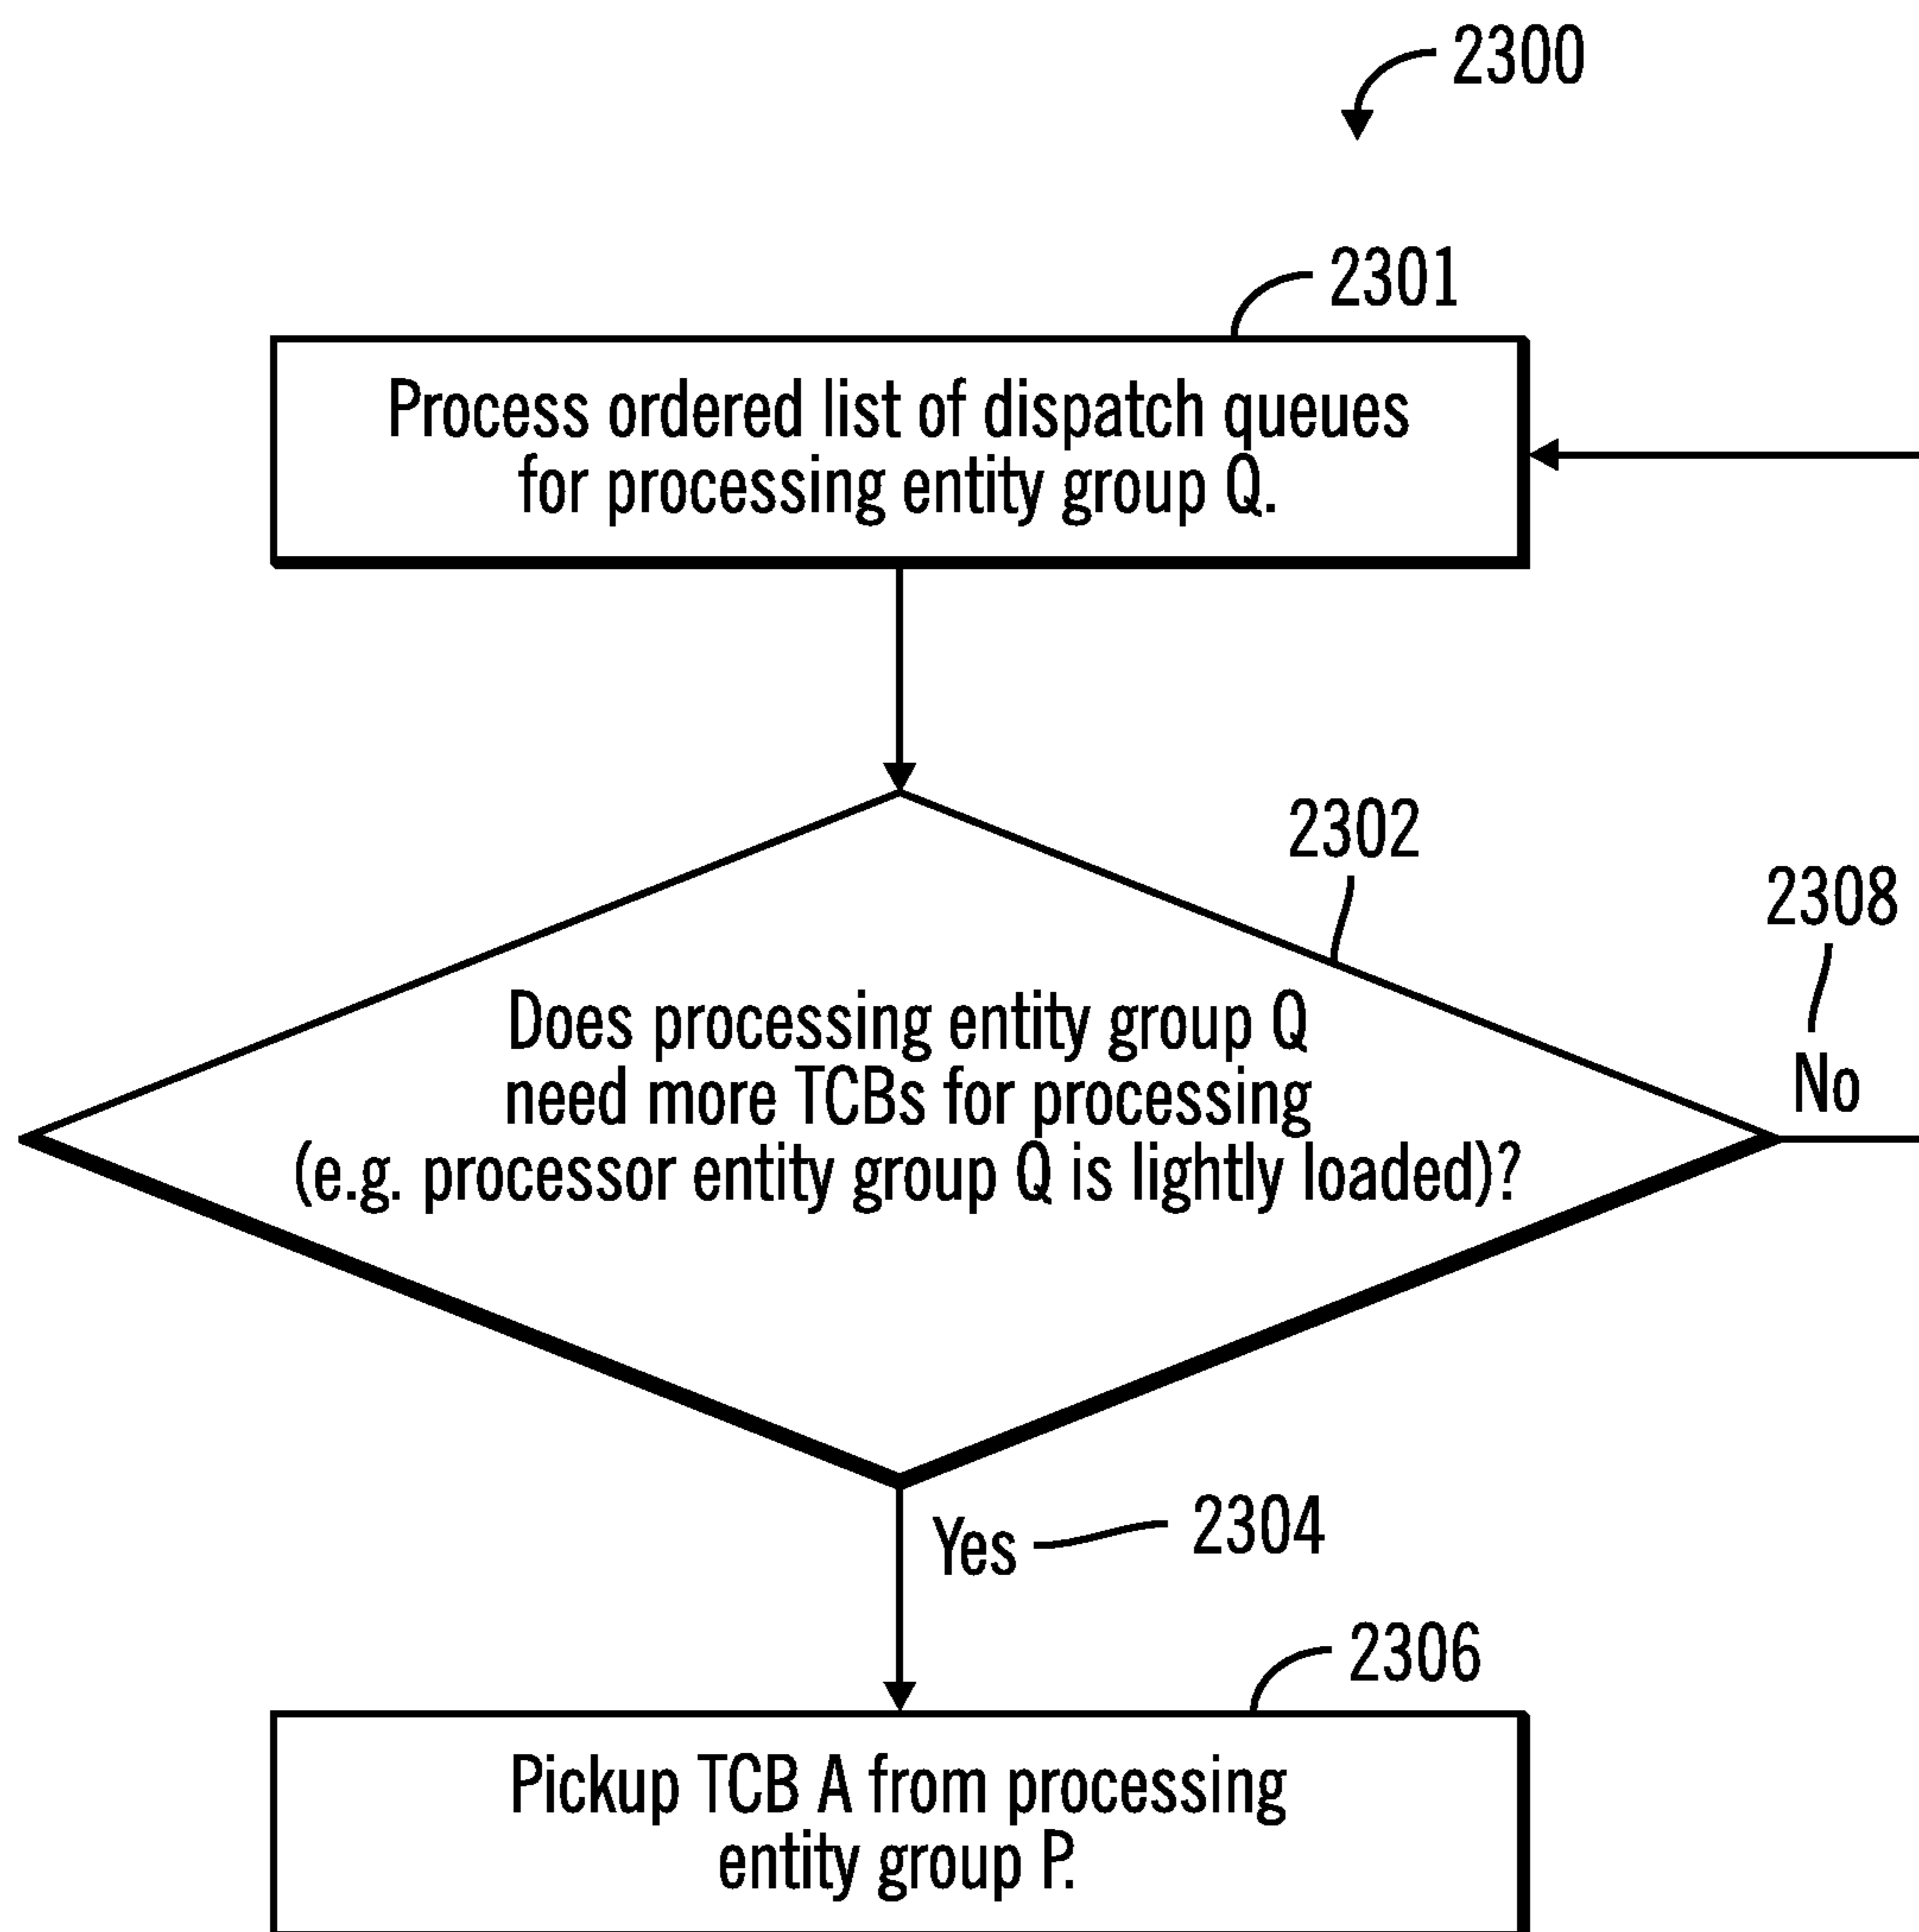 2300
2301
Process ordered list of dispatch queues
for processing entity group Q.
2302
2308
Does processing entity group Q
need more TCBs for processing
(e.g. processor entity group Q is lightly loaded)?
No
Yes
2304
2306
Pickup TCB A from processing
entity group P.